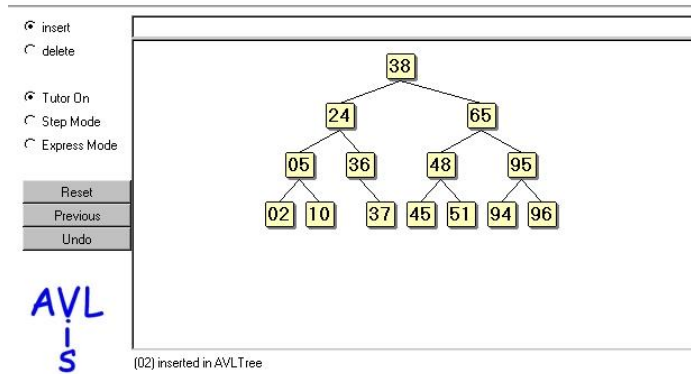 insert
delete
Tutor On
Step Mode
Express Mode
Reset
Previous
Undo
AVL
is
38
24 65
05 36 48 95
02 10 37 45 51 94 96
(02) inserted in AVLTree